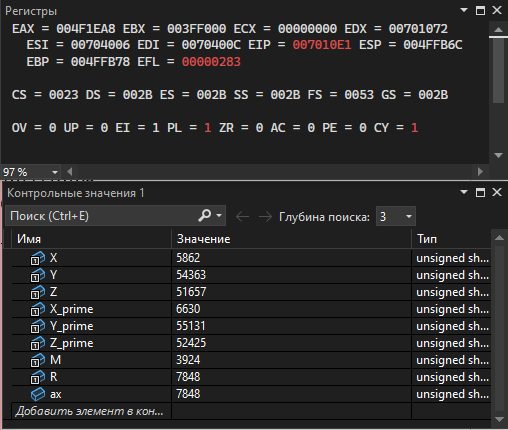 Регистры
EAX = 004F1EA8 EBX = 003FF000 ECX = 00000000 EDX = 00701072
ESI = 00704006 EDI = 0070400C EIP = 007010E1 ESP = 004FFB6C
EBP = 004FFB78 EFL = 00000283
CS = 0023 DS = 002B ES = 002B SS = 002B FS = 0053 GS = 002B
OV = 0 UP = 0 EI = 1 PL = 1 ZR = 0 AC = 0 PE = 0 CY = 1
97 %
Контрольные значения 1
Поиск (Ctrl+E) Глубина поиска: 3
Имя Значение Тип
X 5862 unsigned sh...
Y 54363 unsigned sh...
Z 51657 unsigned sh...
X_prime 6630 unsigned sh...
Y_prime 55131 unsigned sh...
Z_prime 52425 unsigned sh...
M 3924 unsigned sh...
R 7848 unsigned sh...
ax 7848 unsigned sh...
Добавить элемент в кон...